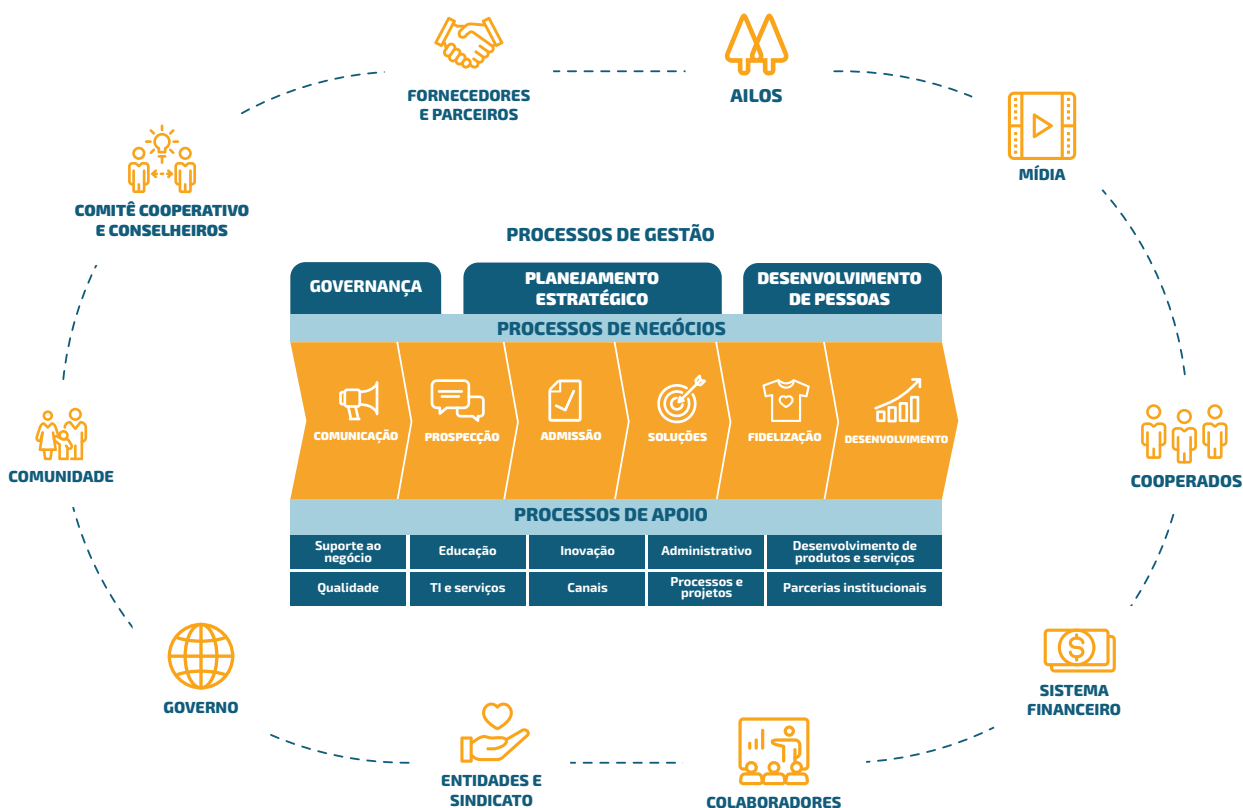 FORNECEDORES
E PARCEIROS
AILOS
MÍDIA
COMITÊ COOPERATIVO
E CONSELHEIROS
PROCESSOS DE GESTÃO
GOVERNANÇA
PLANEJAMENTO
ESTRATÉGICO
DESENVOLVIMENTO
DE PESSOAS
PROCESSOS DE NEGÓCIOS
COMUNICAÇÃO
PROSPECÇÃO
ADMISSÃO
SOLUÇÕES
FIDELIZAÇÃO
DESENVOLVIMENTO
COMUNIDADE
COOPERADOS
PROCESSOS DE APOIO
Suporte ao
negócio
Educação
Inovação
Administrativo
Desenvolvimento de
produtos e serviços
Qualidade
TI e serviços
Canais
Processos e
projetos
Parcerias institucionais
GOVERNO
SISTEMA
FINANCEIRO
ENTIDADES E
SINDICATO
COLABORADORES